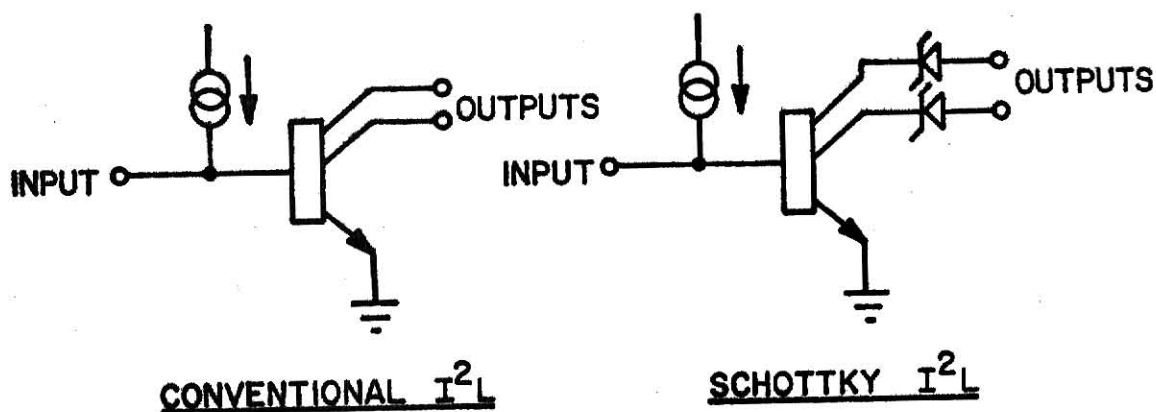 INPUT
OUTPUTS
CONVENTIONAL I²L
INPUT
OUTPUTS
SCHOTTKY I²L